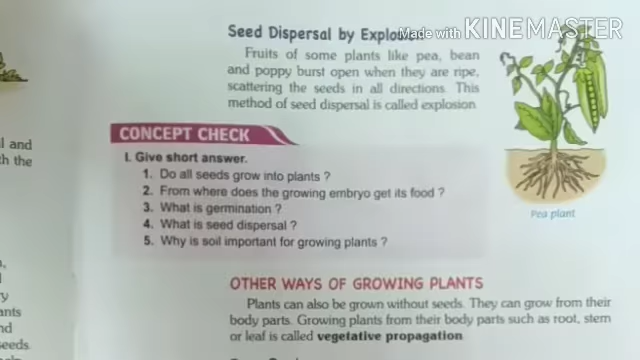 Made with KINEMASTER
Seed Dispersal by Explosion
Fruits of some plants like pea, bean
and poppy burst open when they are ripe,
scattering the seeds in all directions. This
method of seed dispersal is called explosion
CONCEPT CHECK
I. Give short answer.
1. Do all seeds grow into plants ?
2. From where does the growing embryo get its food ?
3. What is germination ?
4. What is seed dispersal ?
5. Why is soil important for growing plants ?
Pea plant
OTHER WAYS OF GROWING PLANTS
Plants can also be grown without seeds. They can grow from their
body parts. Growing plants from their body parts such as root, stem
or leaf is called vegetative propagation
and
the
seeds